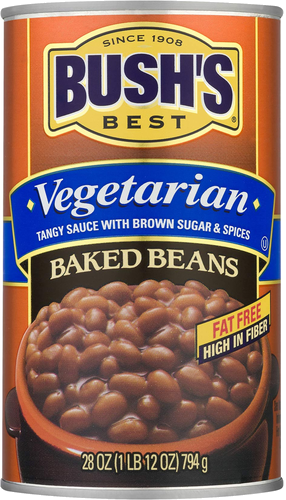 SINCE 1908
BUSH'S
BEST
Vegetarian
TANGY SAUCE WITH BROWN SUGAR & SPICES
U
BAKED BEANS
FAT FREE
HIGH IN FIBER
28 OZ (1 LB 12 OZ) 794 g